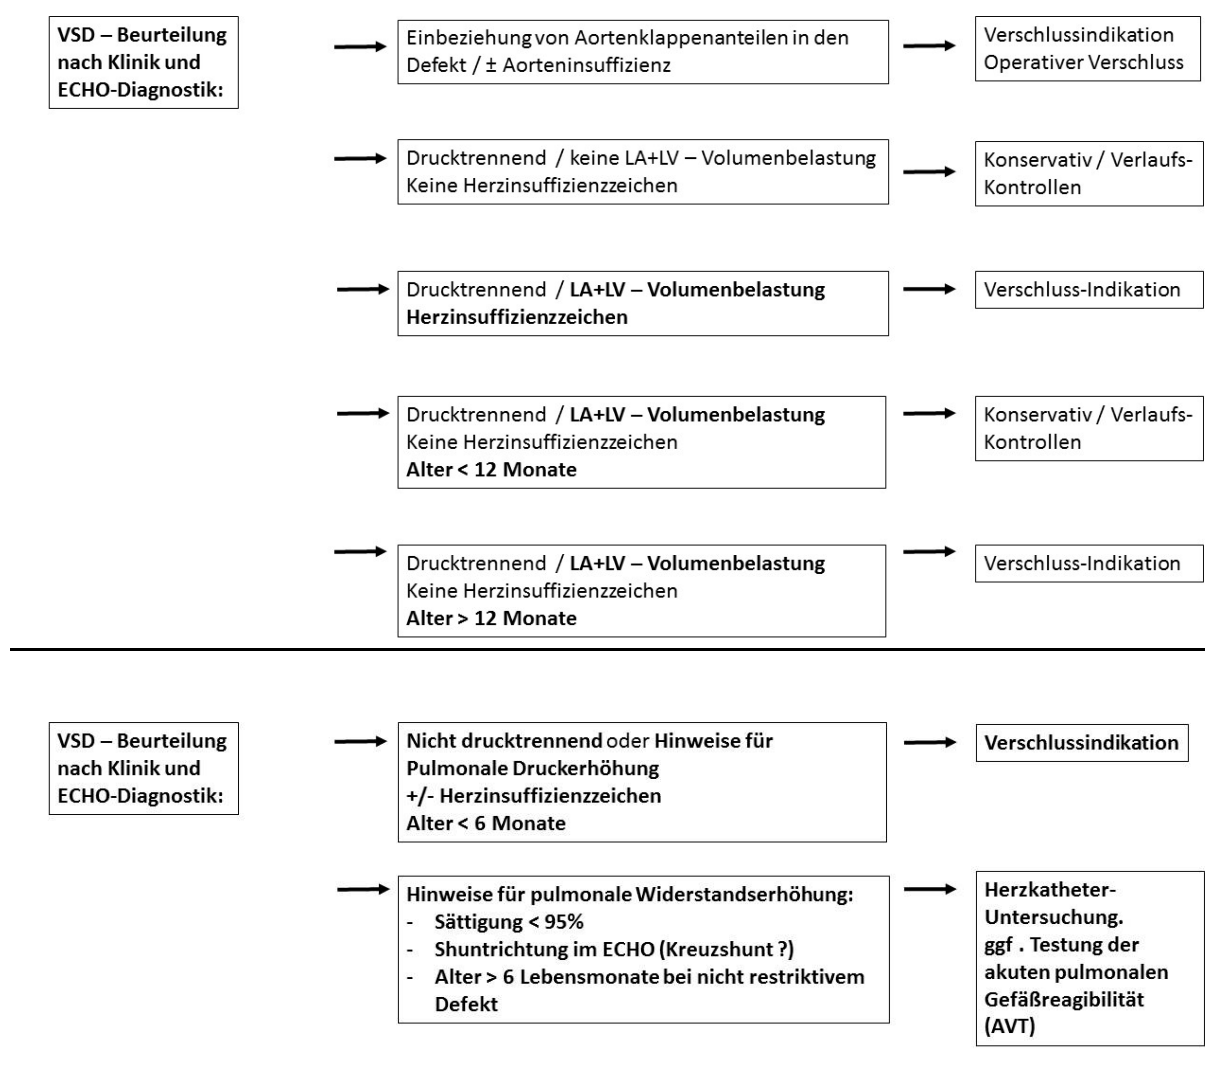 VSD – Beurteilung
nach Klinik und
ECHO-Diagnostik:
Einbeziehung von Aortenklappenanteilen in den
Defekt / ± Aorteninsuffizienz
Verschlussindikation
Operativer Verschluss
Drucktrennend / keine LA+LV – Volumenbelastung
Keine Herzinsuffizienzzeichen
Konservativ / Verlaufs-
Kontrollen
Drucktrennend / LA+LV – Volumenbelastung
Herzinsuffizienzzeichen
Verschluss-Indikation
Drucktrennend / LA+LV – Volumenbelastung
Keine Herzinsuffizienzzeichen
Alter < 12 Monate
Konservativ / Verlaufs-
Kontrollen
Drucktrennend / LA+LV – Volumenbelastung
Keine Herzinsuffizienzzeichen
Alter > 12 Monate
Verschluss-Indikation
VSD – Beurteilung
nach Klinik und
ECHO-Diagnostik:
Nicht drucktrennend oder Hinweise für
Pulmonale Druckerhöhung
+/- Herzinsuffizienzzeichen
Alter < 6 Monate
Verschlussindikation
Hinweise für pulmonale Widerstandserhöhung:
- Sättigung < 95%
- Shuntrichtung im ECHO (Kreuzshunt ?)
- Alter > 6 Lebensmonate bei nicht restriktivem
Defekt
Herzkatheter-
Untersuchung.
ggf . Testung der
akuten pulmonalen
Gefäßreagibilität
(AVT)